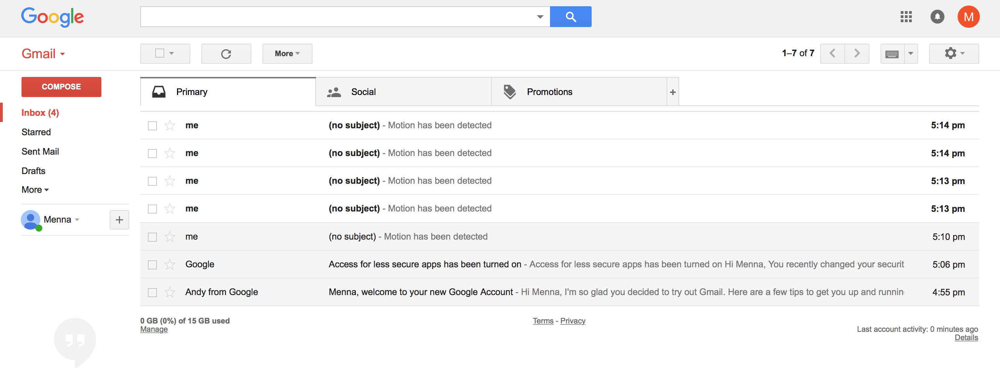 Google
M
Gmail
More
1–7 of 7
COMPOSE
Primary
Social
Promotions
+
Inbox (4)
Starred
Sent Mail
Drafts
More
Menna
+
me (no subject) - Motion has been detected 5:14 pm
me (no subject) - Motion has been detected 5:14 pm
me (no subject) - Motion has been detected 5:13 pm
me (no subject) - Motion has been detected 5:13 pm
me (no subject) - Motion has been detected 5:10 pm
Google Access for less secure apps has been turned on - Access for less secure apps has been turned on Hi Menna, You recently changed your securit 5:06 pm
Andy from Google Menna, welcome to your new Google Account - Hi Menna, I'm so glad you decided to try out Gmail. Here are a few tips to get you up and runnin 4:55 pm
0 GB (0%) of 15 GB used
Manage
Terms - Privacy
Last account activity: 0 minutes ago
Details